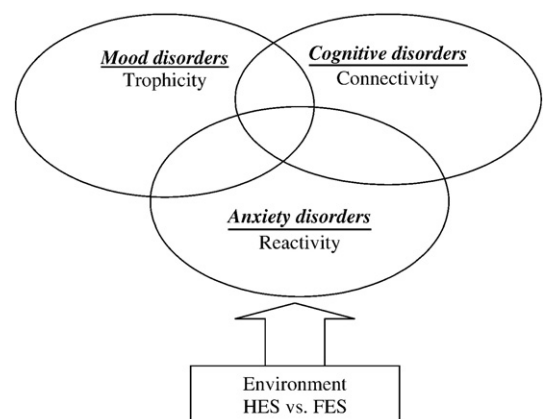 Mood disorders
Trophicity
Cognitive disorders
Connectivity
Anxiety disorders
Reactivity
Environment
HES vs. FES